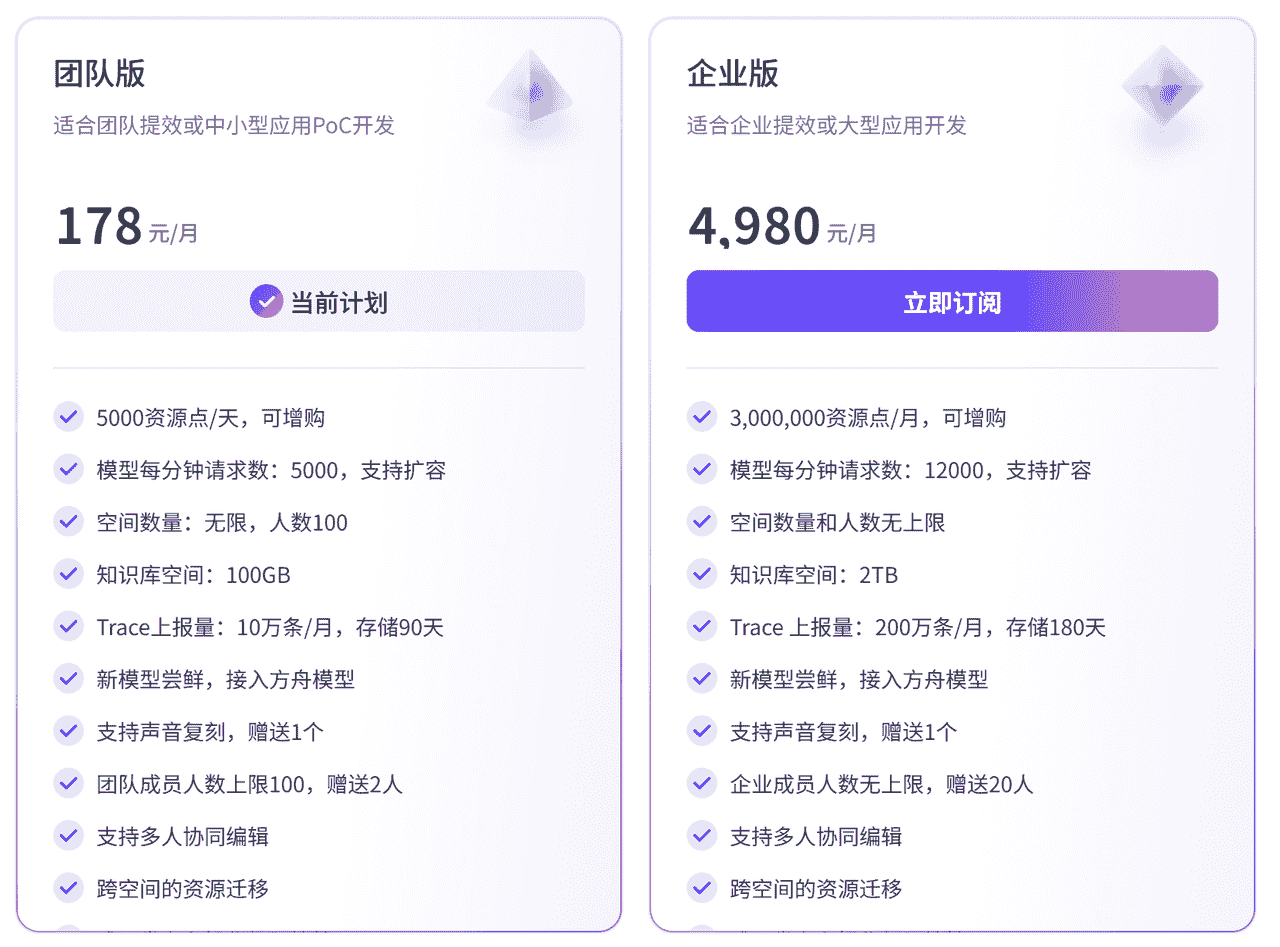 团队版
适合团队提效或中小型应用PoC开发
178 元/月
当前计划
5000资源点/天，可增购
模型每分钟请求数：5000，支持扩容
空间数量：无限，人数100
知识库空间：100GB
Trace上报量：10万条/月，存储90天
新模型尝鲜，接入方舟模型
支持声音复刻，赠送1个
团队成员人数上限100，赠送2人
支持多人协同编辑
跨空间的资源迁移
企业版
适合企业提效或大型应用开发
4,980 元/月
立即订阅
3,000,000资源点/月，可增购
模型每分钟请求数：12000，支持扩容
空间数量和人数无上限
知识库空间：2TB
Trace 上报量：200万条/月，存储180天
新模型尝鲜，接入方舟模型
支持声音复刻，赠送1个
企业成员人数无上限，赠送20人
支持多人协同编辑
跨空间的资源迁移